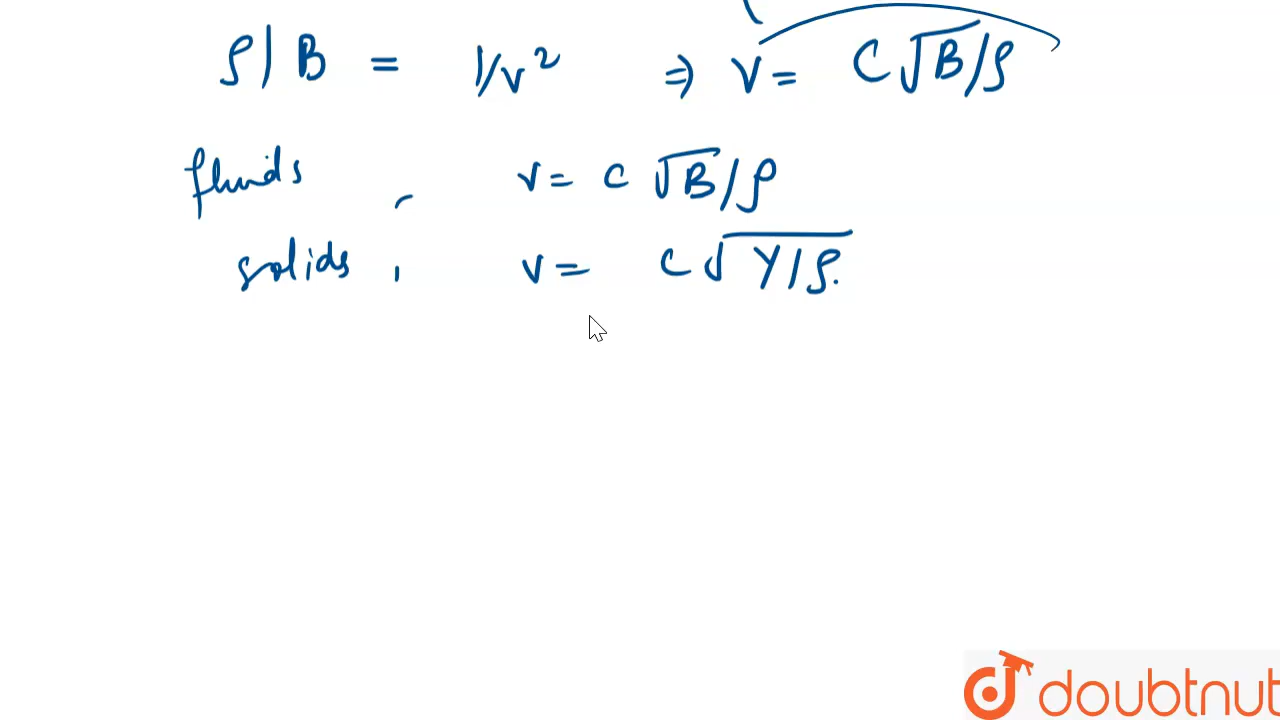 ρ/B = 1/v² ⇒ v = C√B/ρ
fluids, v = C √B/ρ
solids, v = C√Y/ρ.
doubtnut